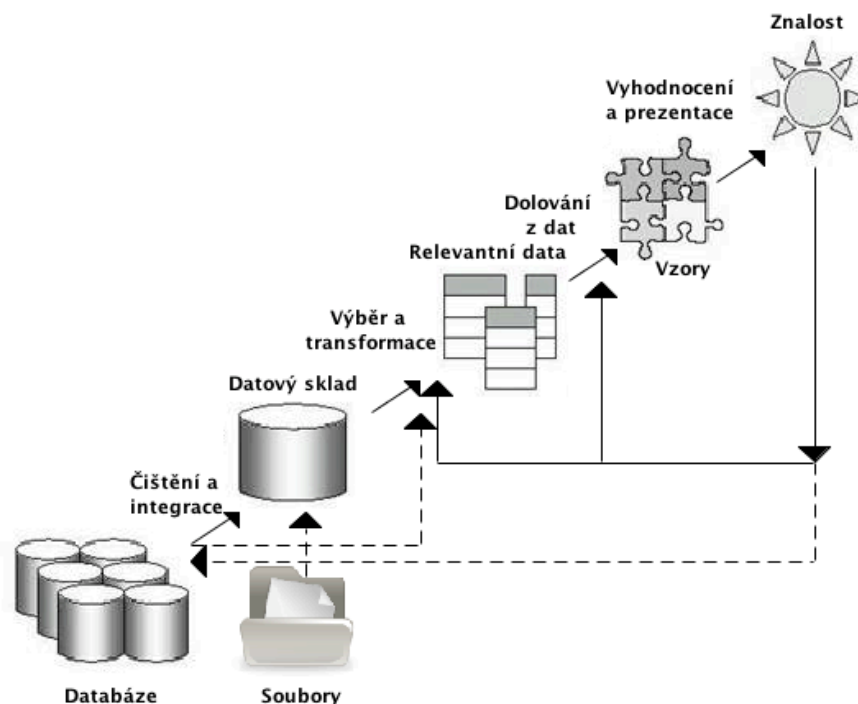 Znalost
Vyhodnocení
a prezentace
Dolování
z dat
Relevantní data
Vzory
Výběr a
transformace
Datový sklad
Čištění a
integrace
Databáze
Soubory